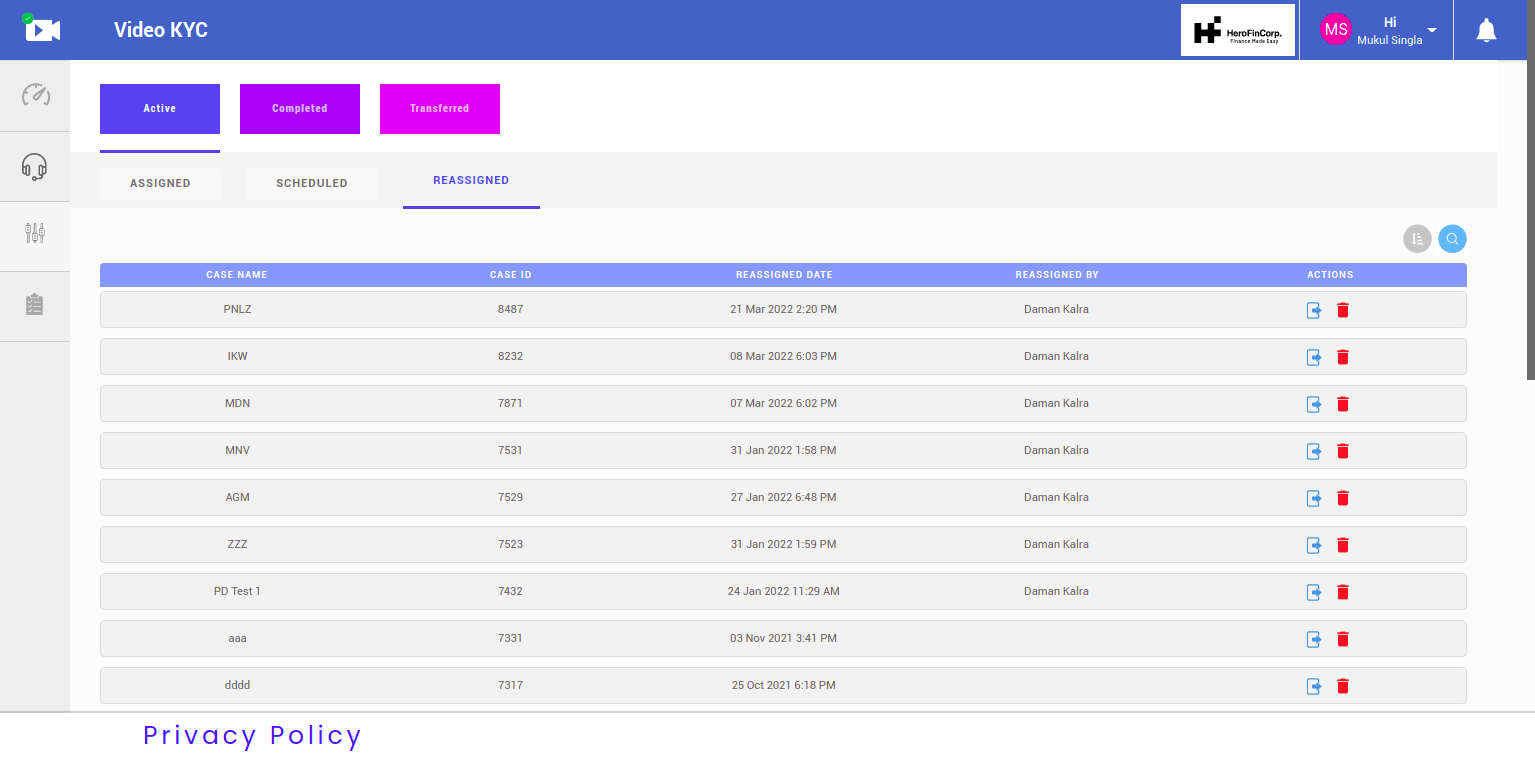 Video KYC
HeroFinCorp.
Finance Made Easy
MS
Hi
Mukul Singla
Active Completed Transferred
ASSIGNED SCHEDULED REASSIGNED
CASE NAME CASE ID REASSIGNED DATE REASSIGNED BY ACTIONS
PNLZ 8487 21 Mar 2022 2:20 PM Daman Kalra
IKW 8232 08 Mar 2022 6:03 PM Daman Kalra
MDN 7871 07 Mar 2022 6:02 PM Daman Kalra
MNV 7531 31 Jan 2022 1:58 PM Daman Kalra
AGM 7529 27 Jan 2022 6:48 PM Daman Kalra
ZZZ 7523 31 Jan 2022 1:59 PM Daman Kalra
PD Test 1 7432 24 Jan 2022 11:29 AM Daman Kalra
aaa 7331 03 Nov 2021 3:41 PM
dddd 7317 25 Oct 2021 6:18 PM
Privacy Policy